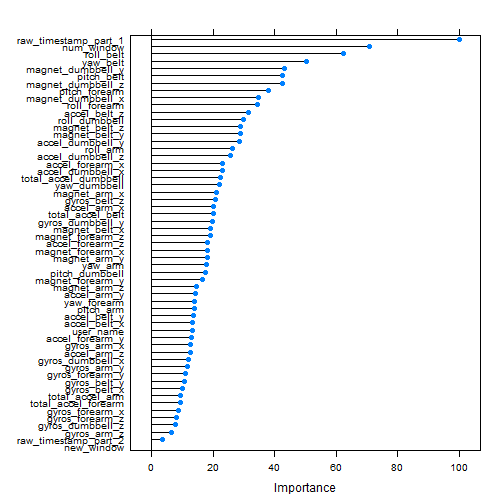 raw_timestamp_part_1
num_window
roll_belt
yaw_belt
magnet_dumbbell_y
pitch_belt
magnet_dumbbell_z
pitch_forearm
magnet_dumbbell_x
roll_forearm
accel_belt_z
roll_dumbbell
magnet_belt_z
magnet_belt_y
accel_dumbbell_y
roll_arm
accel_dumbbell_z
accel_forearm_x
accel_dumbbell_x
total_accel_dumbbell
yaw_dumbbell
magnet_arm_x
gyros_belt_z
accel_arm_x
total_accel_belt
gyros_dumbbell_y
magnet_belt_x
magnet_forearm_z
accel_forearm_z
magnet_forearm_x
magnet_arm_y
yaw_arm
pitch_dumbbell
magnet_forearm_y
magnet_arm_z
accel_arm_y
yaw_forearm
pitch_arm
accel_belt_y
accel_belt_x
user_name
accel_forearm_y
gyros_arm_x
accel_arm_z
gyros_dumbbell_x
gyros_arm_y
gyros_forearm_y
gyros_belt_y
gyros_belt_x
total_accel_arm
total_accel_forearm
gyros_forearm_x
gyros_forearm_z
gyros_dumbbell_z
gyros_arm_z
raw_timestamp_part_2
new_window
0 20 40 60 80 100
Importance